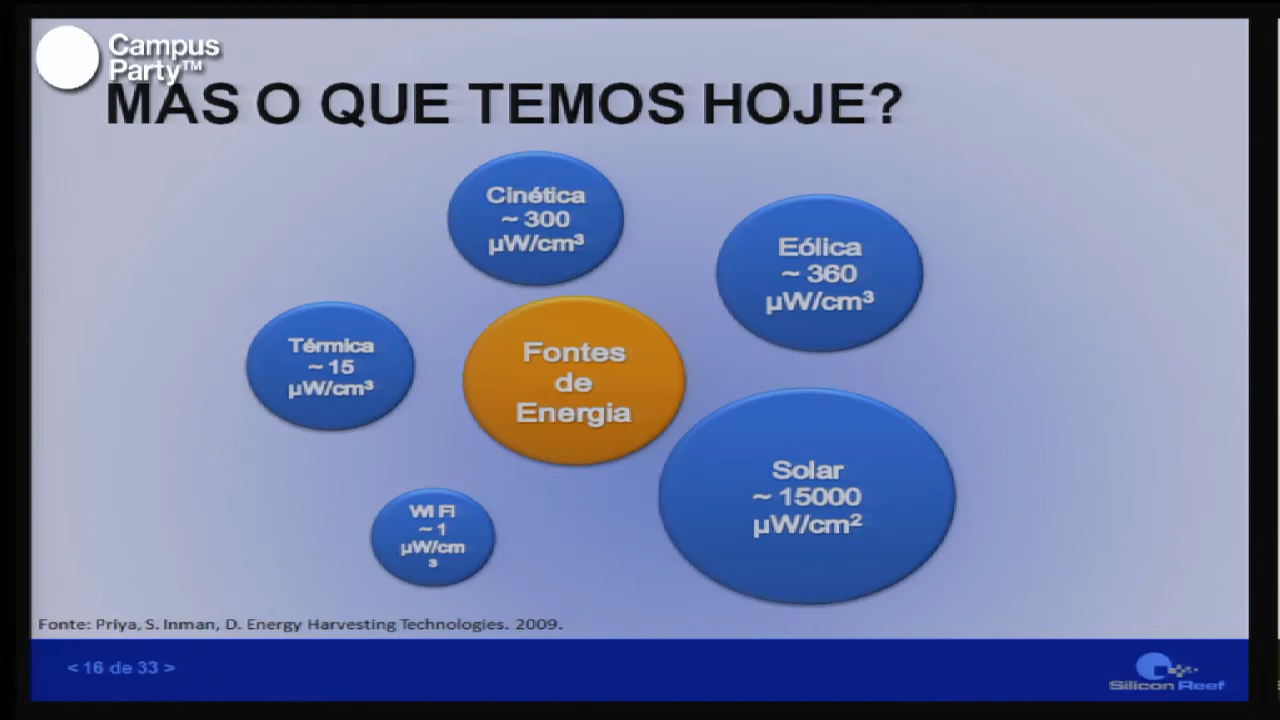 Campus
Party™
MAS O QUE TEMOS HOJE?
Cinética
~ 300
µW/cm³
Eólica
~ 360
µW/cm³
Térmica
~ 15
µW/cm³
Fontes
de
Energia
Solar
~ 15000
µW/cm²
WI FI
~ 1
µW/cm
³
Fonte: Priya, S. Inman, D. Energy Harvesting Technologies. 2009.
< 16 de 33 >
Silicon Reef